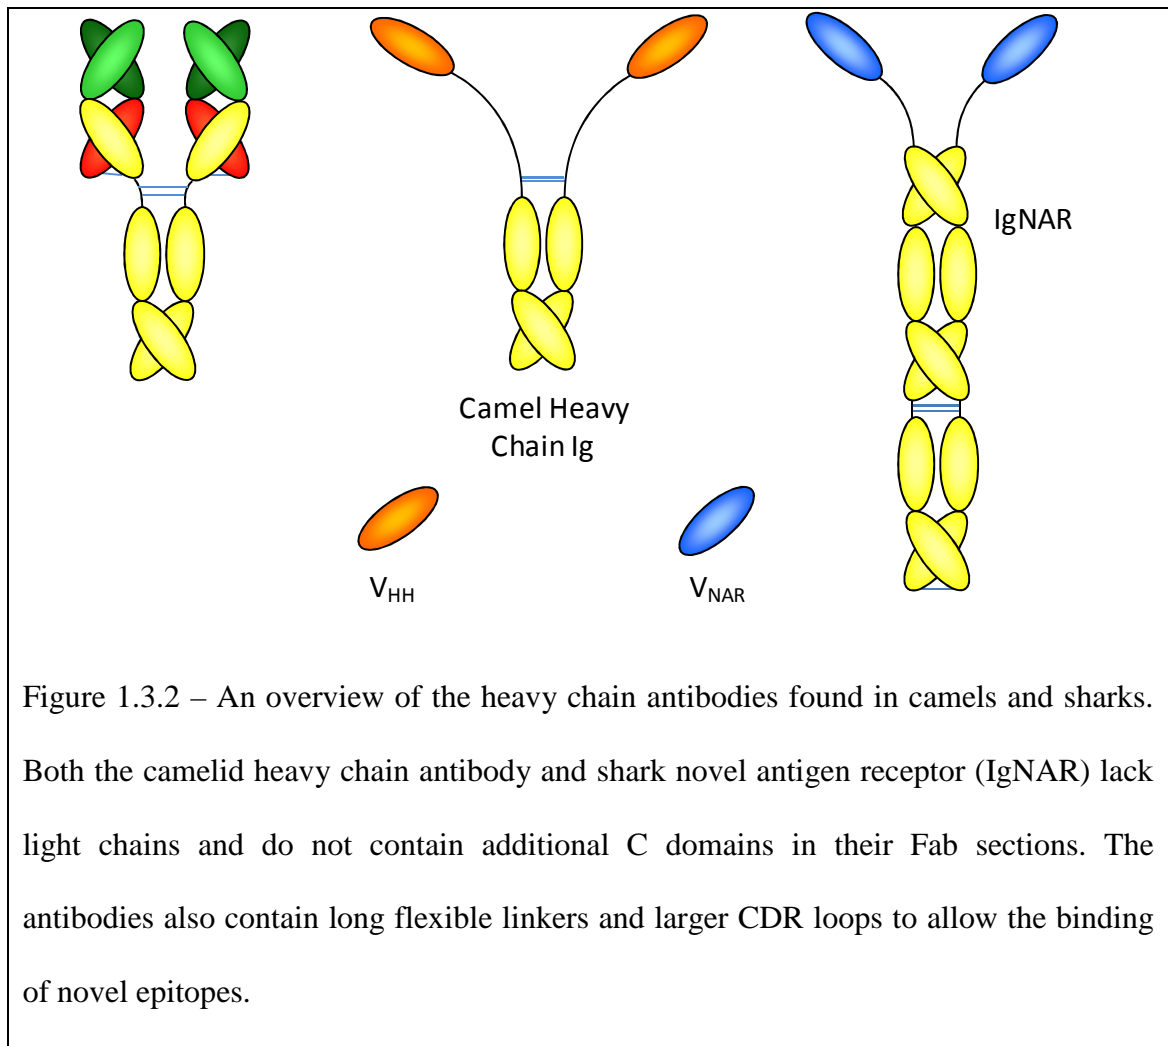 IgNAR
Camel Heavy
Chain Ig
VHH
VNAR
Figure 1.3.2 – An overview of the heavy chain antibodies found in camels and sharks.
Both the camelid heavy chain antibody and shark novel antigen receptor (IgNAR) lack
light chains and do not contain additional C domains in their Fab sections. The
antibodies also contain long flexible linkers and larger CDR loops to allow the binding
of novel epitopes.